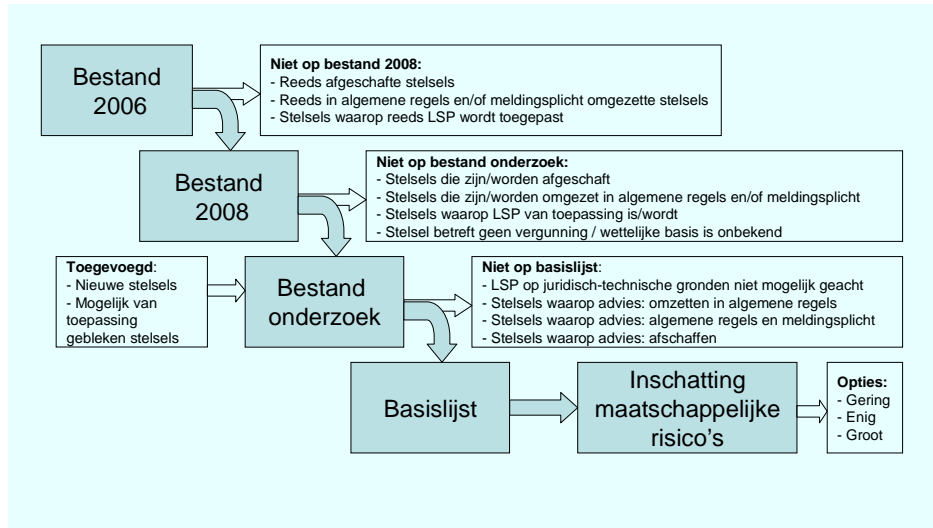 Bestand
2006
Niet op bestand 2008:
- Reeds afgeschafte stelsels
- Reeds in algemene regels en/of meldingsplicht omgezette stelsels
- Stelsels waarop reeds LSP wordt toegepast
Bestand
2008
Niet op bestand onderzoek:
- Stelsels die zijn/worden afgeschaft
- Stelsels die zijn/worden omgezet in algemene regels en/of meldingsplicht
- Stelsels waarop LSP van toepassing is/wordt
- Stelsel betreft geen vergunning / wettelijke basis is onbekend
Toegevoegd:
- Nieuwe stelsels
- Mogelijk van
toepassing
gebleken stelsels
Bestand
onderzoek
Niet op basislijst:
- LSP op juridisch-technische gronden niet mogelijk geacht
- Stelsels waarop advies: omzetten in algemene regels
- Stelsels waarop advies: algemene regels en meldingsplicht
- Stelsels waarop advies: afschaffen
Basislijst
Inschatting
maatschappelijke
risico's
Opties:
- Gering
- Enig
- Groot